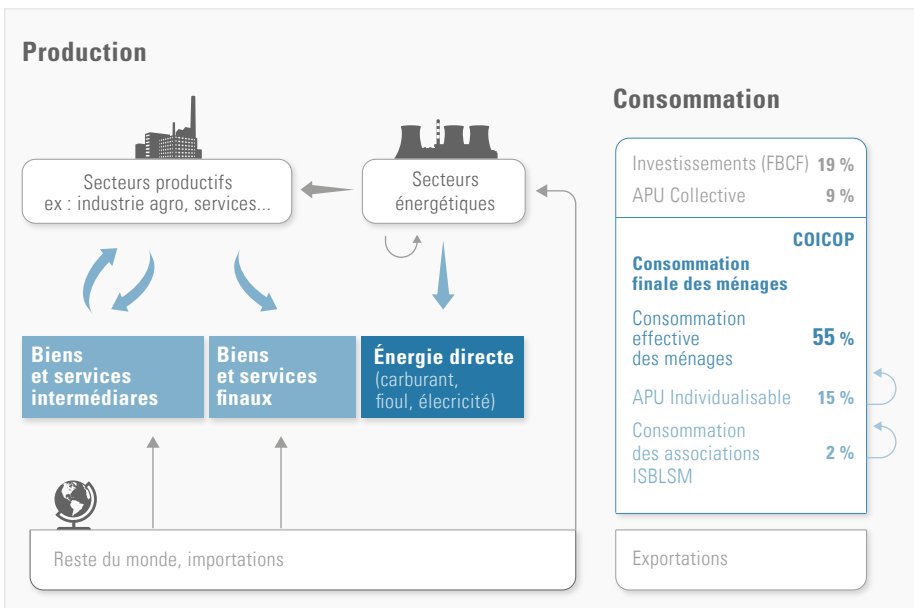 Production
Secteurs productifs
ex : industrie agro, services...
Secteurs
énergétiques
Biens
et services
intermédiares
Biens
et services
finaux
Énergie directe
(carburant,
fioul, élecricité)
Reste du monde, importations
Consommation
Investissements (FBCF) 19 %
APU Collective 9 %
COICOP
Consommation
finale des ménages
Consommation
effective
des ménages
55 %
APU Individualisable 15 %
Consommation
des associations
ISBLSM
2 %
Exportations